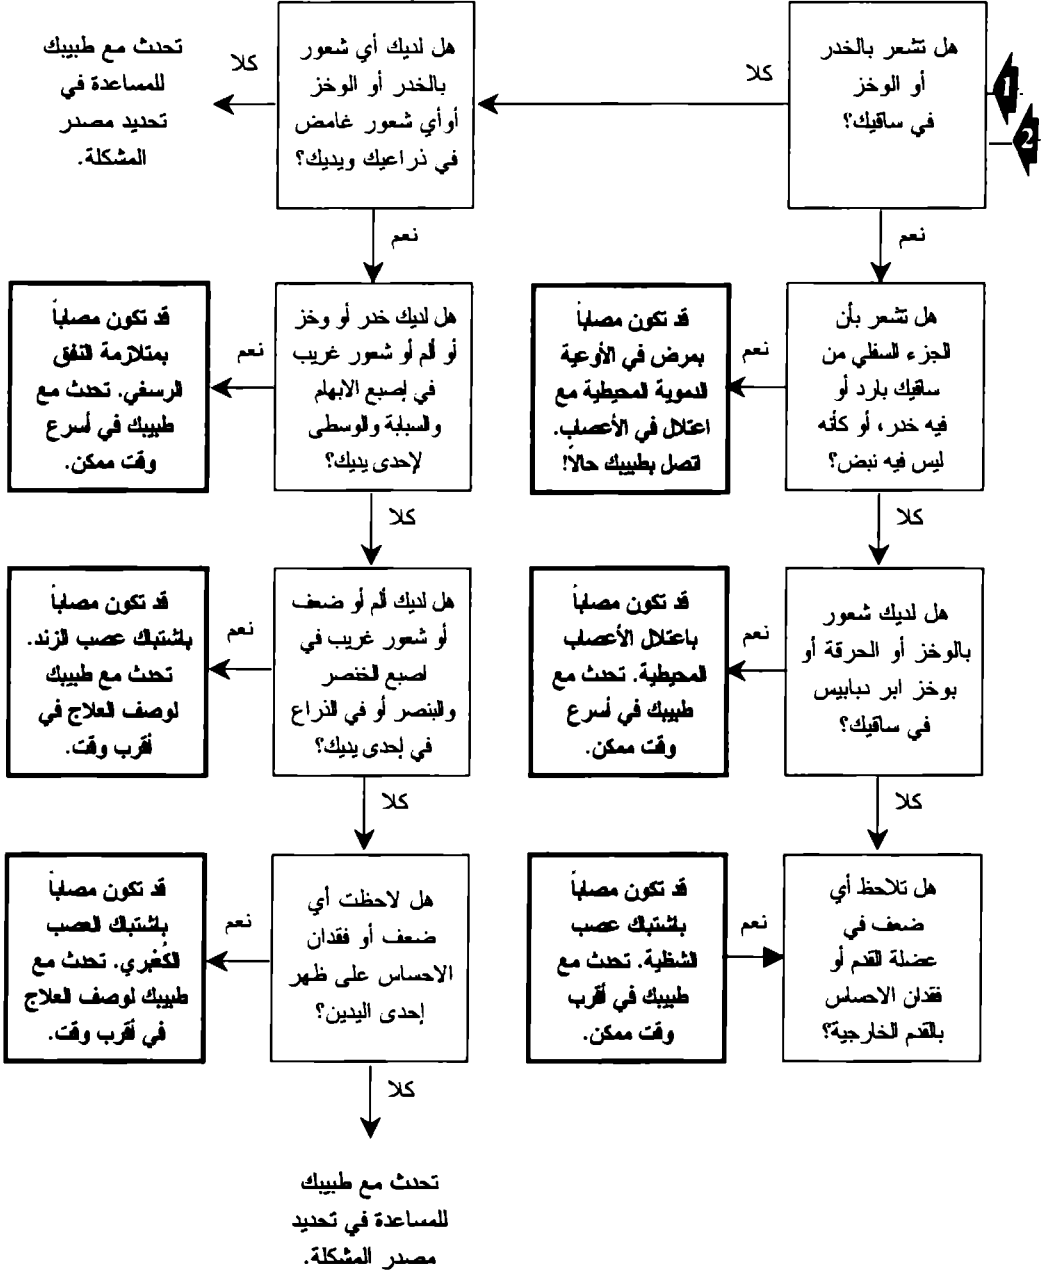 1
2
هل تشعر بالخدر
أو الوخز
في ساقيك؟
كلا
هل لديك أي شعور
بالخدر أو الوخز
أوأي شعور غامض
في ذراعيك ويديك؟
كلا
تحدث مع طبيبك
للمساعدة في
تحديد مصدر
المشكلة.
نعم
هل تشعر بأن
الجزء السفلي من
ساقيك بارد أو
فيه خدر، أو كأنه
ليس فيه نبض؟
نعم
قد تكون مصاباً
بمرض في الأوعية
الدموية المحيطية مع
اعتلال في الأعصاب.
اتصل بطبيبك حالاً!
كلا
هل لديك شعور
بالوخز أو الحرقة أو
بوخز ابر دبابيس
في ساقيك؟
نعم
قد تكون مصاباً
باعتلال الأعصاب
المحيطية. تحدث مع
طبيبك في أسرع
وقت ممكن.
كلا
هل تلاحظ أي
ضعف في
عضلة القدم أو
فقدان الاحساس
بالقدم الخارجية؟
نعم
قد تكون مصاباً
باشتباك عصب
الشظية. تحدث مع
طبيبك في أقرب
وقت ممكن.
نعم
هل لديك خدر أو وخز
أو ألم أو شعور غريب
في إصبع الابهام
والسبابة والوسطى
لإحدى يديك؟
نعم
قد تكون مصاباً
بمتلازمة النفق
الرسغي. تحدث مع
طبيبك في أسرع
وقت ممكن.
كلا
هل لديك ألم أو ضعف
أو شعور غريب في
اصبع الخنصر
والبنصر أو في الذراع
في إحدى يديك؟
نعم
قد تكون مصاباً
باشتباك عصب الزند.
تحدث مع طبيبك
لوصف العلاج في
أقرب وقت.
كلا
هل لاحظت أي
ضعف أو فقدان
الاحساس على ظهر
إحدى اليدين؟
نعم
قد تكون مصاباً
باشتباك العصب
الكُعْبري. تحدث مع
طبيبك لوصف العلاج
في أقرب وقت.
كلا
تحدث مع طبيبك
للمساعدة في تحديد
مصدر المشكلة.